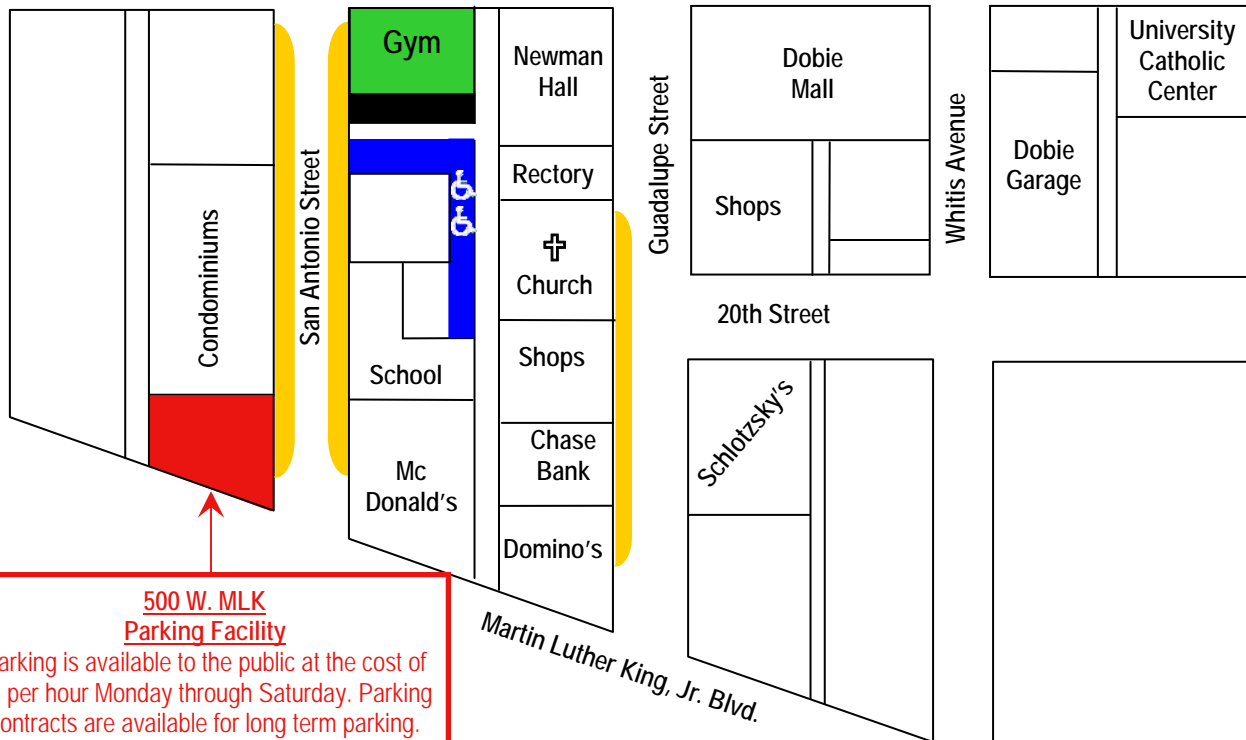 Gym
Newman
Hall
Rectory
Church
Shops
Chase
Bank
Domino's
School
Mc
Donald's
Condominiums
San Antonio Street
Guadalupe Street
Dobie
Mall
Shops
Whitis Avenue
University
Catholic
Center
Dobie
Garage
20th Street
Schlotzsky's
Martin Luther King, Jr. Blvd.
500 W. MLK
Parking Facility
arking is available to the public at the cost of
per hour Monday through Saturday. Parking
ontracts are available for long term parking.